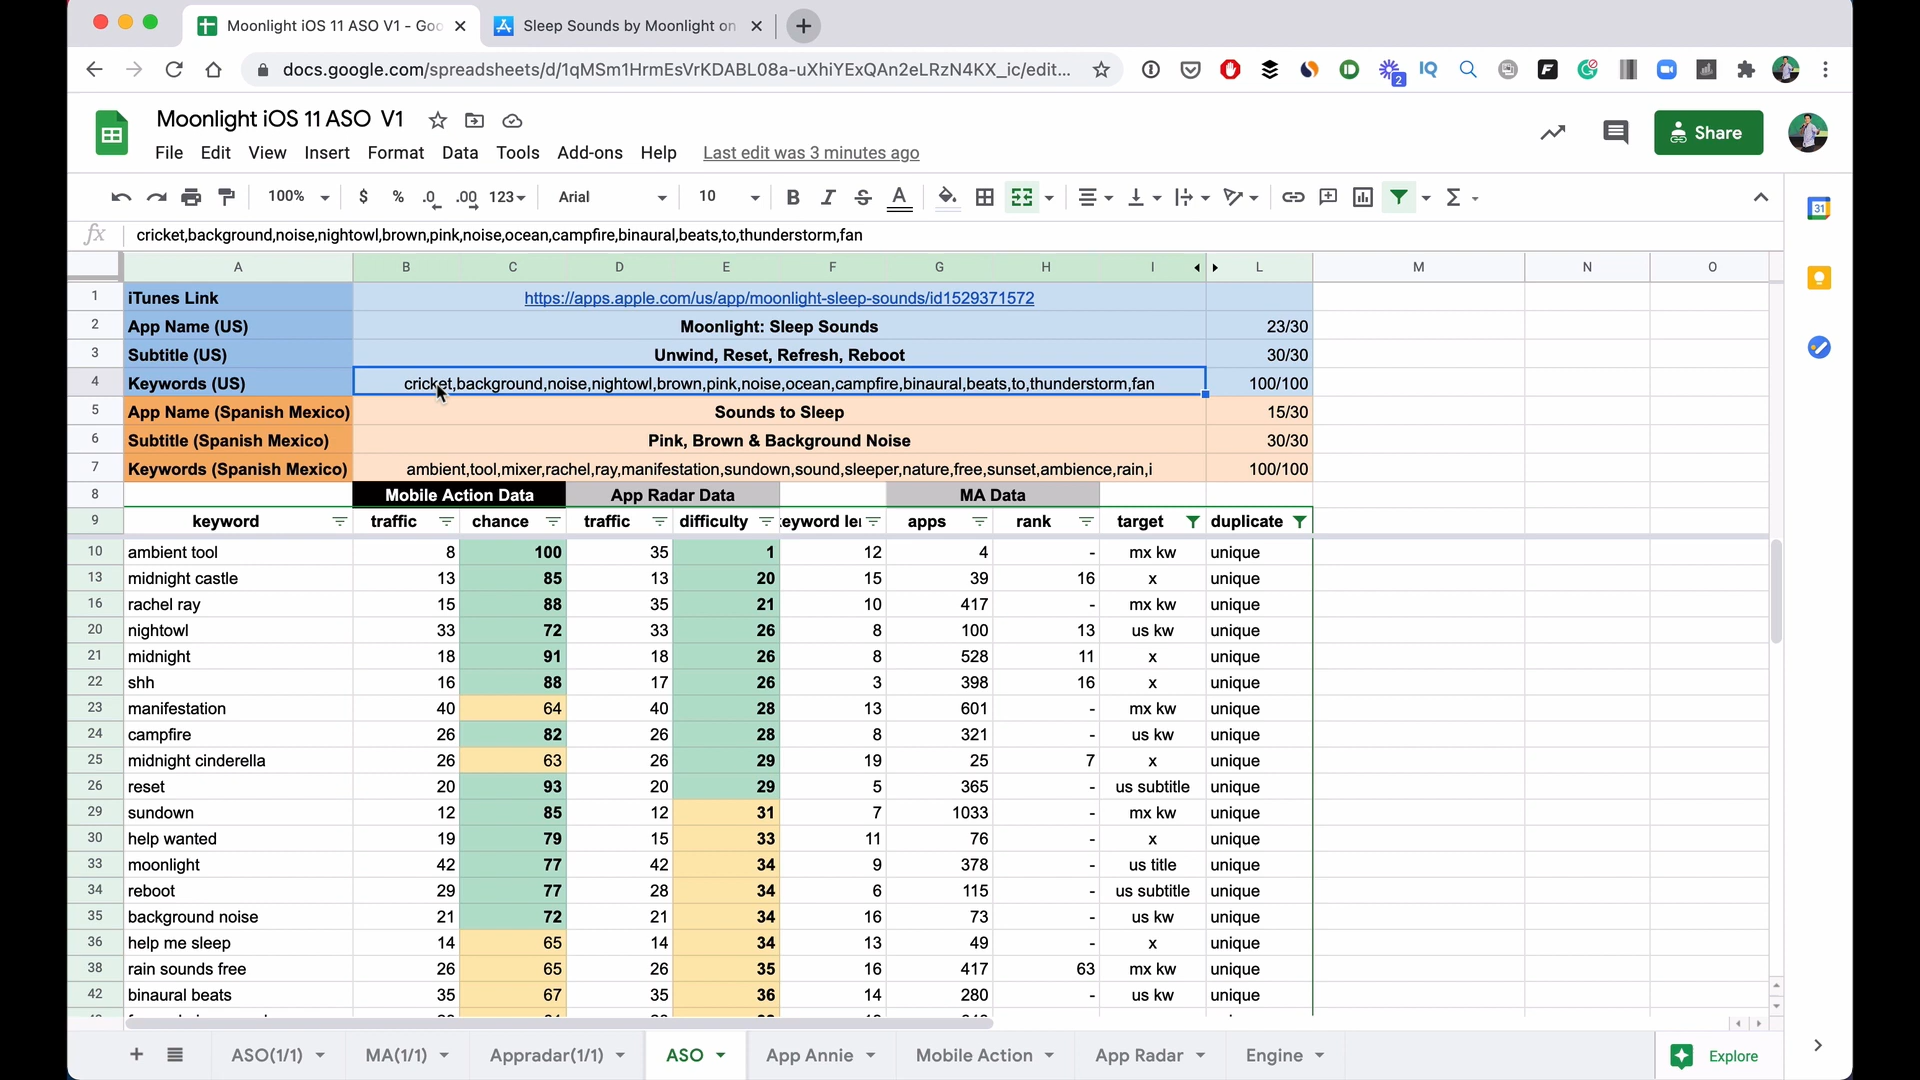 Moonlight iOS 11 ASO V1 - Goo
Sleep Sounds by Moonlight on
docs.google.com/spreadsheets/d/1qMSm1HrmEsVrKDABL08a-uXhiYExQAn2eLRzN4KX_ic/edit...
2
Moonlight iOS 11 ASO V1
Share
File Edit View Insert Format Data Tools Add-ons Help Last edit was 3 minutes ago
100% $ % .0 .00 123 Arial 10 B I S A
31
fx cricket,background,noise,nightowl,brown,pink,noise,ocean,campfire,binaural,beats,to,thunderstorm,fan
A B C D E F G H I L M N O
1 iTunes Link https://apps.apple.com/us/app/moonlight-sleep-sounds/id1529371572
2 App Name (US) Moonlight: Sleep Sounds 23/30
3 Subtitle (US) Unwind, Reset, Refresh, Reboot 30/30
4 Keywords (US) cricket,background,noise,nightowl,brown,pink,noise,ocean,campfire,binaural,beats,to,thunderstorm,fan 100/100
5 App Name (Spanish Mexico) Sounds to Sleep 15/30
6 Subtitle (Spanish Mexico) Pink, Brown & Background Noise 30/30
7 Keywords (Spanish Mexico) ambient,tool,mixer,rachel,ray,manifestation,sundown,sound,sleeper,nature,free,sunset,ambience,rain,i 100/100
8 Mobile Action Data App Radar Data MA Data
9 keyword traffic chance traffic difficulty keyword len apps rank target duplicate
10 ambient tool 8 100 35 1 12 4 - mx kw unique
13 midnight castle 13 85 13 20 15 39 16 x unique
16 rachel ray 15 88 35 21 10 417 - mx kw unique
20 nightowl 33 72 33 26 8 100 13 us kw unique
21 midnight 18 91 18 26 8 528 11 x unique
22 shh 16 88 17 26 3 398 16 x unique
23 manifestation 40 64 40 28 13 601 - mx kw unique
24 campfire 26 82 26 28 8 321 - us kw unique
25 midnight cinderella 26 63 26 29 19 25 7 x unique
26 reset 20 93 20 29 5 365 - us subtitle unique
29 sundown 12 85 12 31 7 1033 - mx kw unique
30 help wanted 19 79 15 33 11 76 - x unique
33 moonlight 42 77 42 34 9 378 - us title unique
34 reboot 29 77 28 34 6 115 - us subtitle unique
35 background noise 21 72 21 34 16 73 - us kw unique
36 help me sleep 14 65 14 34 13 49 - x unique
38 rain sounds free 26 65 26 35 16 417 63 mx kw unique
42 binaural beats 35 67 35 36 14 280 - us kw unique
ASO(1/1) MA(1/1) Appradar(1/1) ASO App Annie Mobile Action App Radar Engine Explore